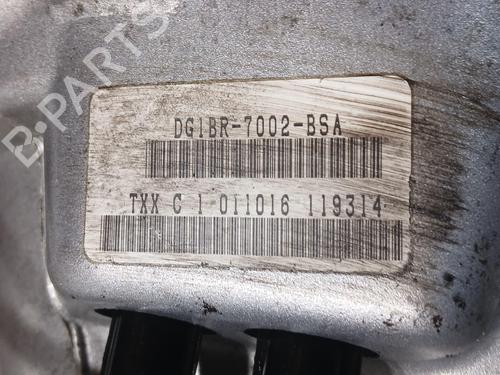 B-PARTS
DG1BR-7002-BSA
TXX C 1 011016 119314